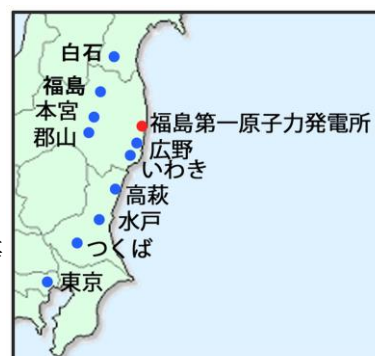 白石
福島
本宮
郡山
福島第一原子力発電所
広野
いわき
高萩
水戸
つくば
東京